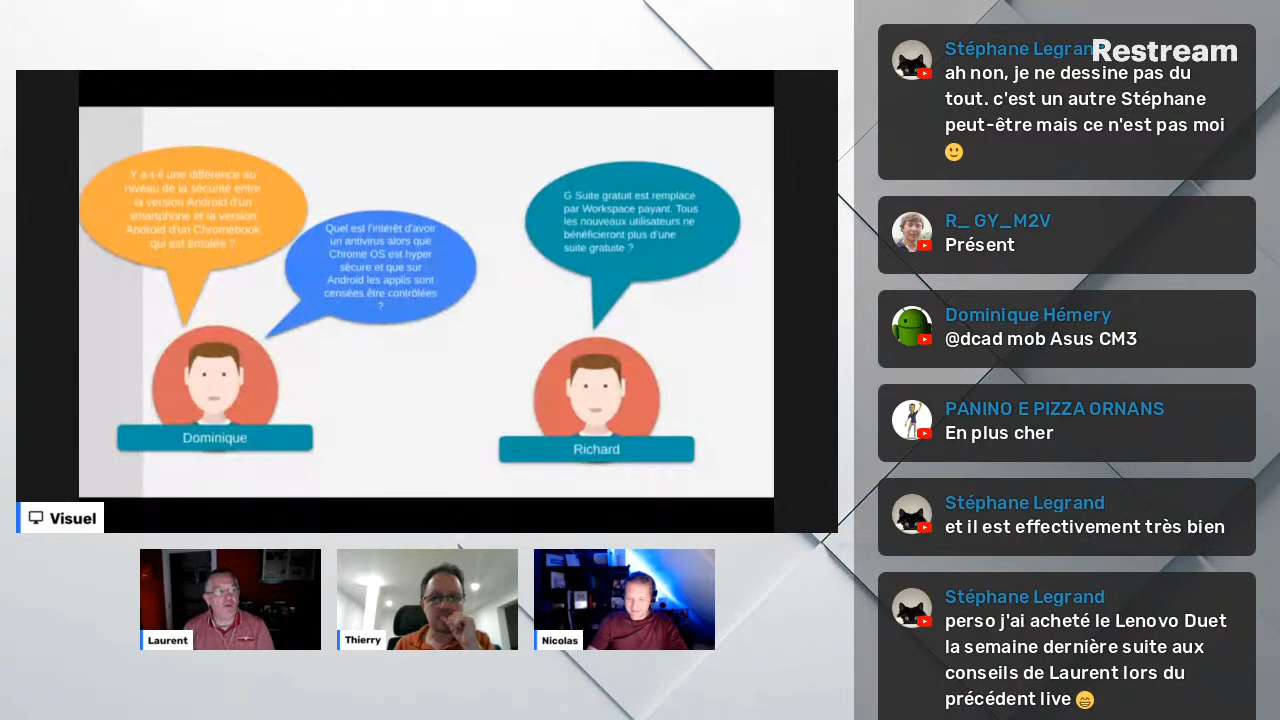 Y a-t-il une différence au
niveau de la sécurité entre
la version Android d'un
smartphone et la version
Android d'un Chromebook
qui est émulée ?
Quel est l'intérêt d'avoir
un antivirus alors que
Chrome OS est hyper
sécure et que sur
Android les applis sont
censées être contrôlées
?
G Suite gratuit est remplace
par Workspace payant. Tous
les nouveaux utilisateurs ne
bénéficieront plus d'une
suite gratuite ?
Dominique
Richard
Visuel
Laurent
Thierry
Nicolas
Restream
Stéphane Legrand
ah non, je ne dessine pas du
tout. c'est un autre Stéphane
peut-être mais ce n'est pas moi
🙂
R_ GY_M2V
Présent
Dominique Hémery
@dcad mob Asus CM3
PANINO E PIZZA ORNANS
En plus cher
Stéphane Legrand
et il est effectivement très bien
Stéphane Legrand
perso j'ai acheté le Lenovo Duet
la semaine dernière suite aux
conseils de Laurent lors du
précédent live 😄